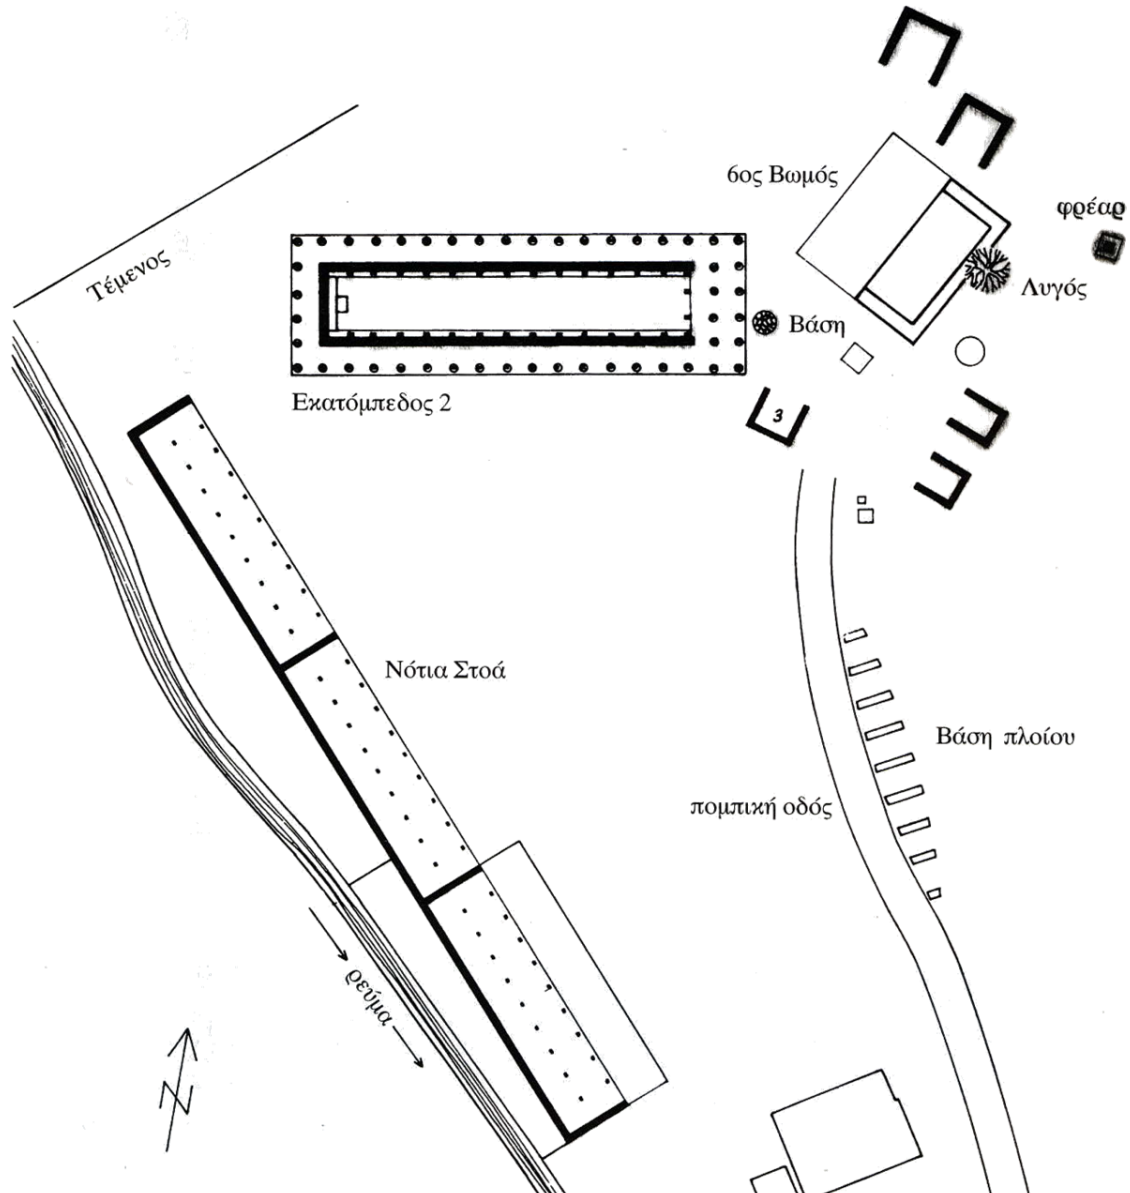 6ος Βωμός
φρέαρ
Τέμενος
Λυγός
Βάση
Εκατόμπεδος 2
3
Νότια Στοά
Βάση πλοίου
πομπική οδός
ρεύμα
N